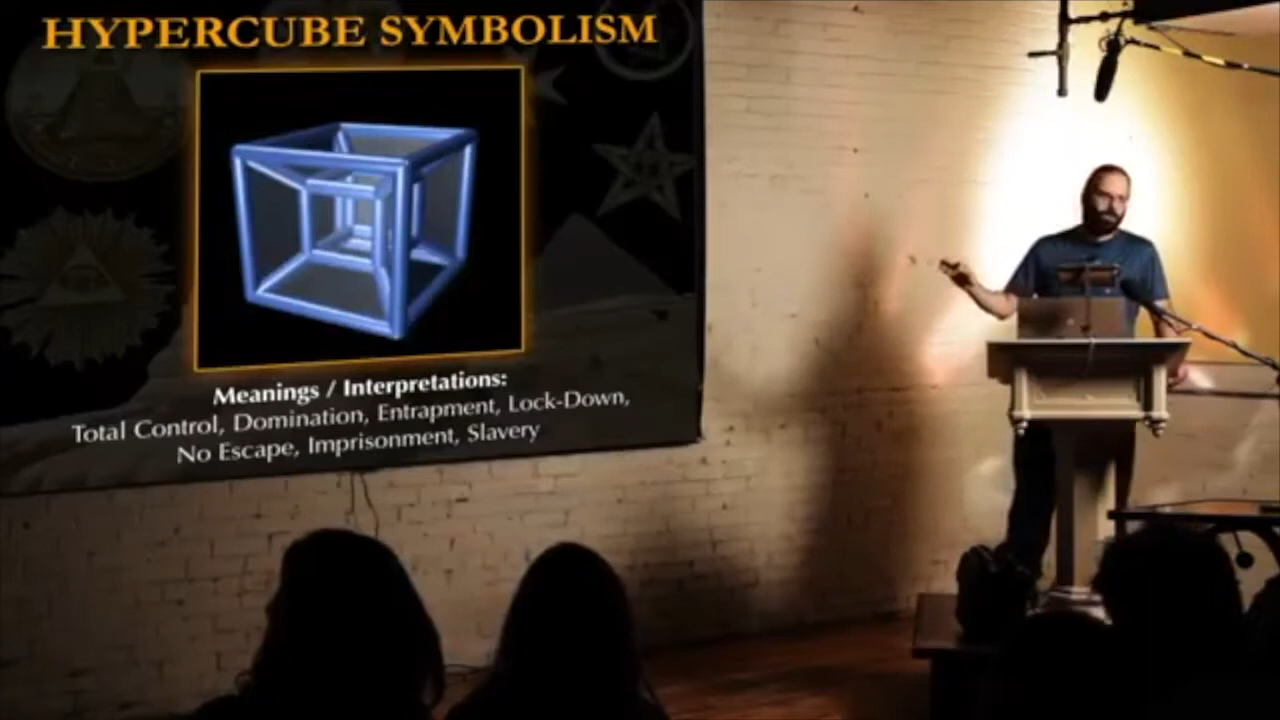 HYPERCUBE SYMBOLISM
Meanings / Interpretations:
Total Control, Domination, Entrapment, Lock-Down,
No Escape, Imprisonment, Slavery